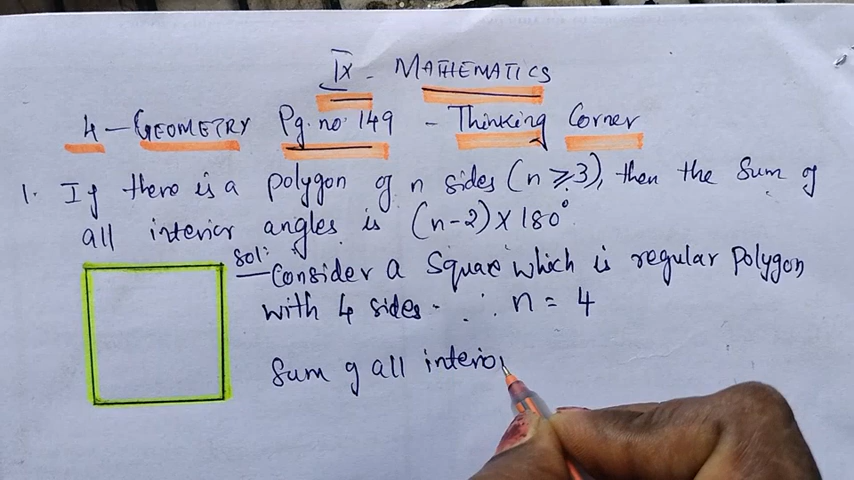 IX - MATHEMATICS
4 - GEOMETRY Pg. no: 149 - Thinking Corner
1. If there is a polygon of n sides (n ≥ 3), then the sum of
all interior angles is (n-2) × 180°
Sol:
Consider a Square which is regular polygon
with 4 sides. ∴ n = 4
Sum of all interior